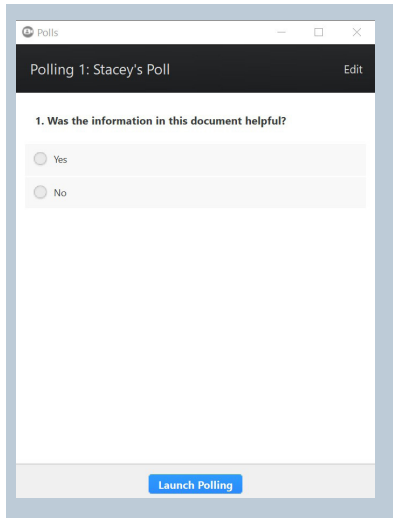 Polls
Polling 1: Stacey's Poll Edit
1. Was the information in this document helpful?
Yes
No
Launch Polling